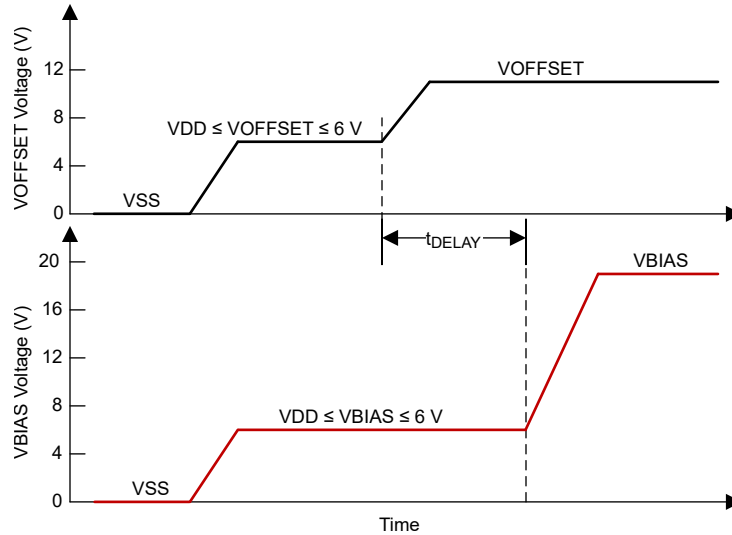 VOFFSET Voltage (V)
12
8
4
0
VSS
VDD ≤ VOFFSET ≤ 6 V
VOFFSET
tDELAY
VBIAS Voltage (V)
20
16
12
8
4
0
VSS
VDD ≤ VBIAS ≤ 6 V
VBIAS
Time